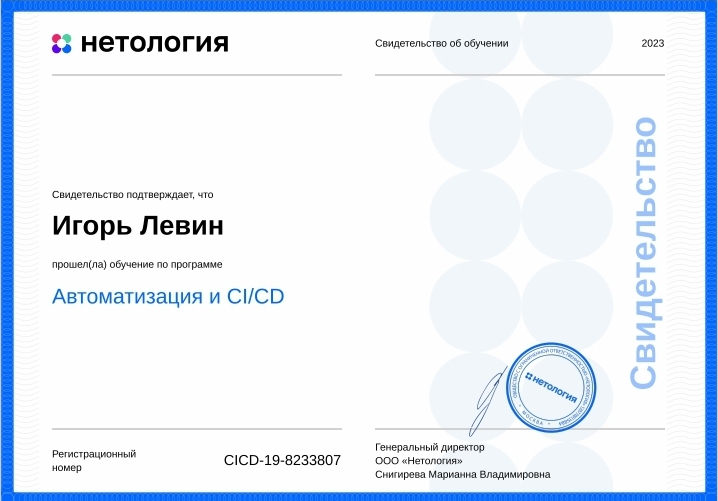 нетология
Свидетельство об обучении
2023
Свидетельство
Свидетельство подтверждает, что
Игорь Левин
прошел(ла) обучение по программе
Автоматизация и CI/CD
нетология
МОСКВА
Регистрационный
номер
CICD-19-8233807
Генеральный директор
ООО «Нетология»
Снигирева Марианна Владимировна